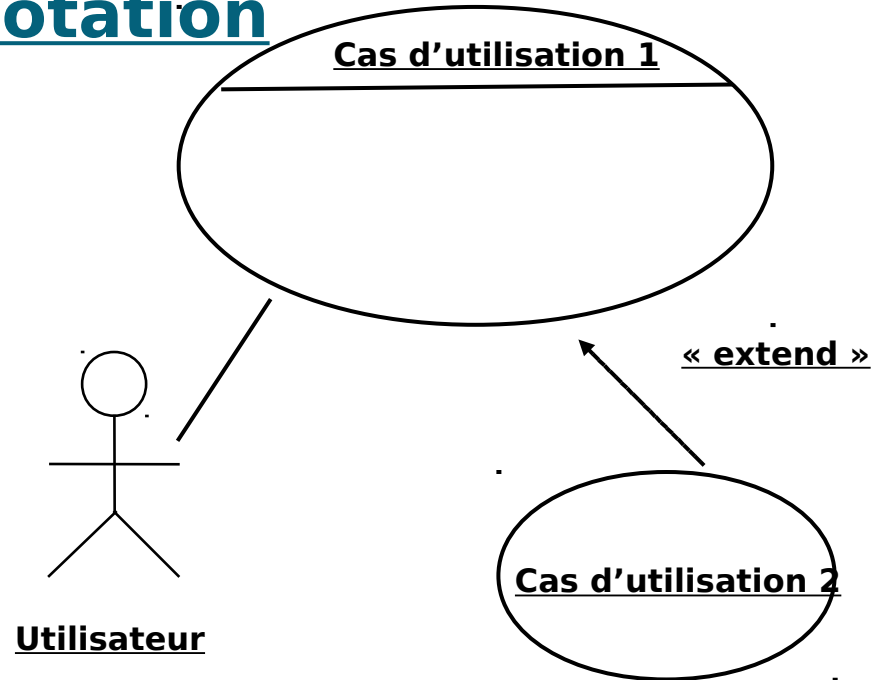 otation
Cas d’utilisation 1
« extend »
Cas d’utilisation 2
Utilisateur